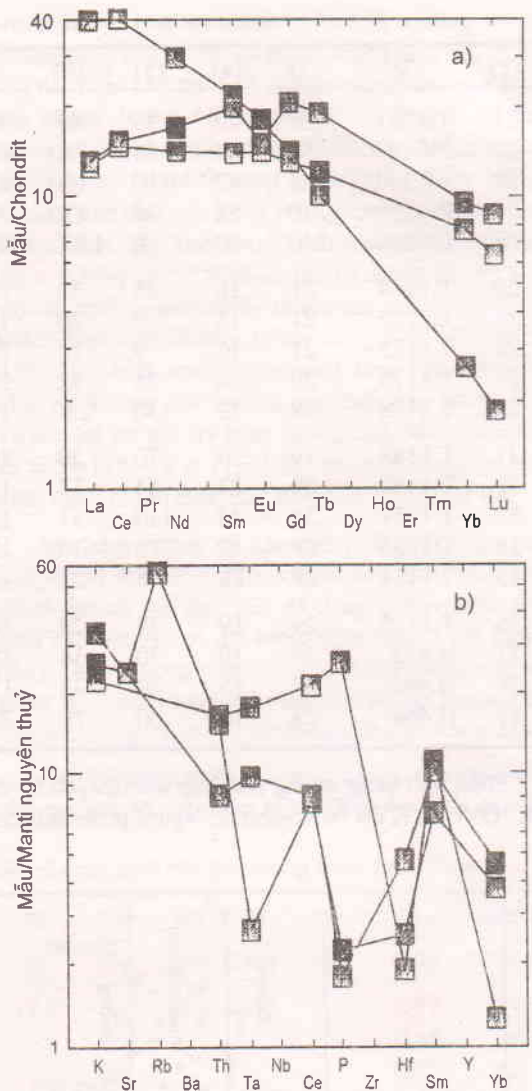 40
a)
Mẫu/Chondrit
10
1
La Pr Eu Tb Ho Tm Lu
Ce Nd Sm Gd Dy Er Yb
60
b)
Mẫu/Manti nguyên thuỷ
10
1
K Rb Th Nb P Hf Y
Sr Ba Ta Ce Zr Sm Yb